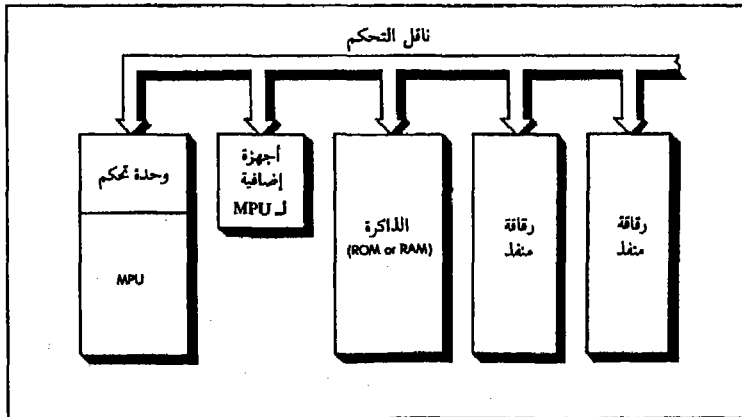 ناقل التحكم
رقاقة
منفذ
رقاقة
منفذ
الذاكرة
(ROM or RAM)
أجهزة
إضافية
لـ MPU
وحدة تحكم
MPU